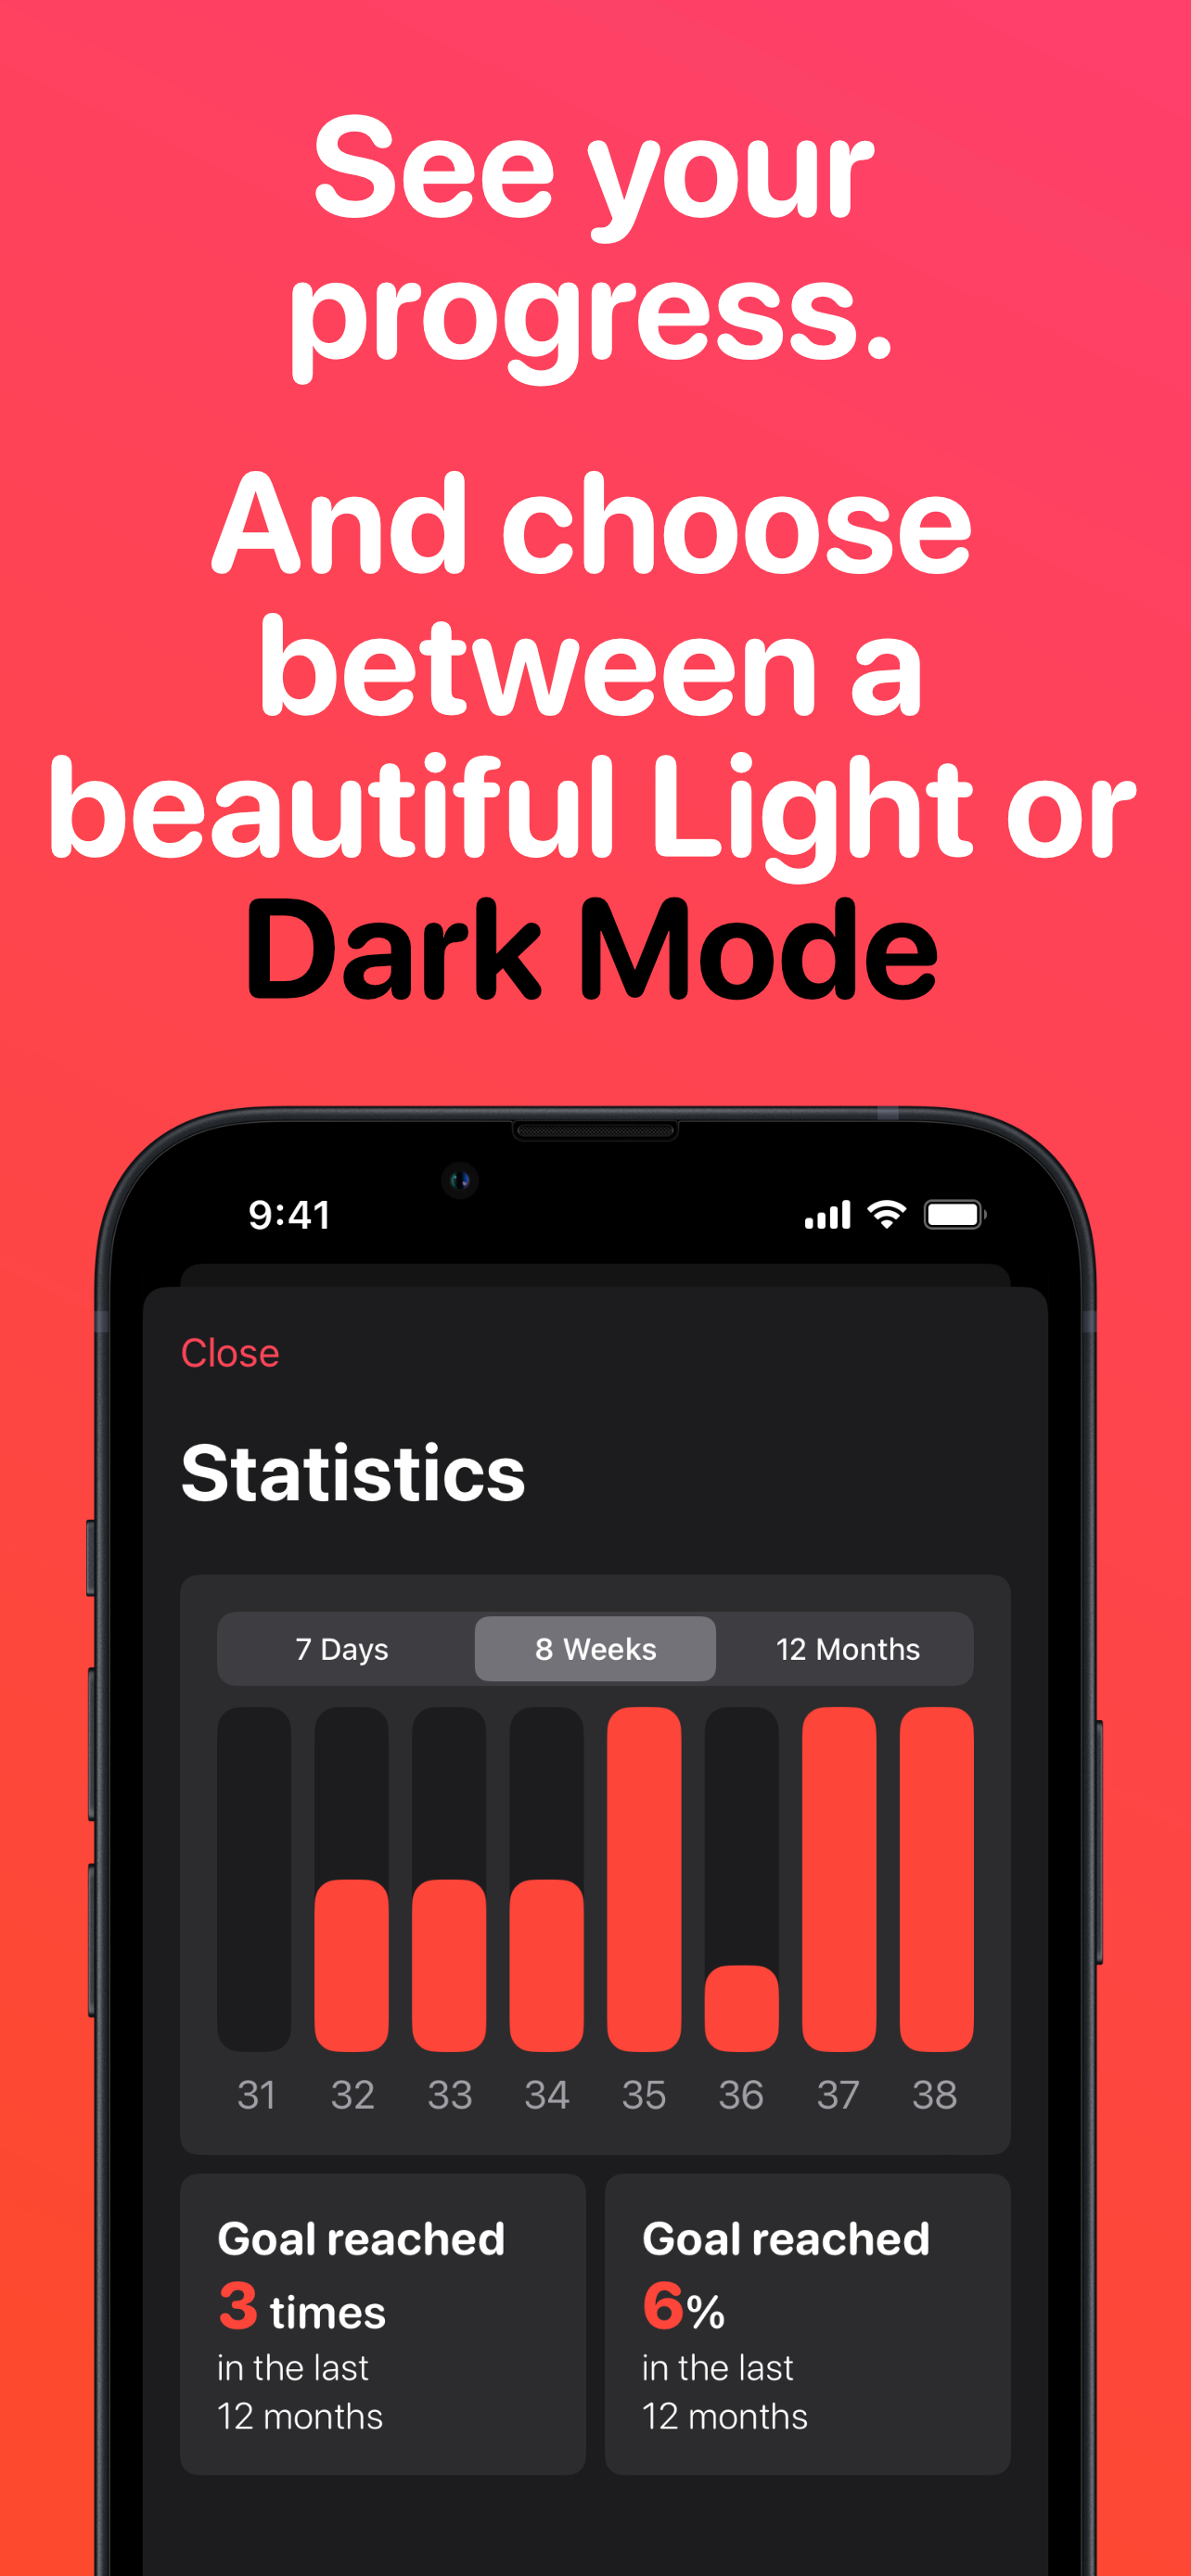 See your
progress.
And choose
between a
beautiful Light or
Dark Mode
9:41
Close
Statistics
7 Days 8 Weeks 12 Months
31 32 33 34 35 36 37 38
Goal reached
3 times
in the last
12 months
Goal reached
6%
in the last
12 months